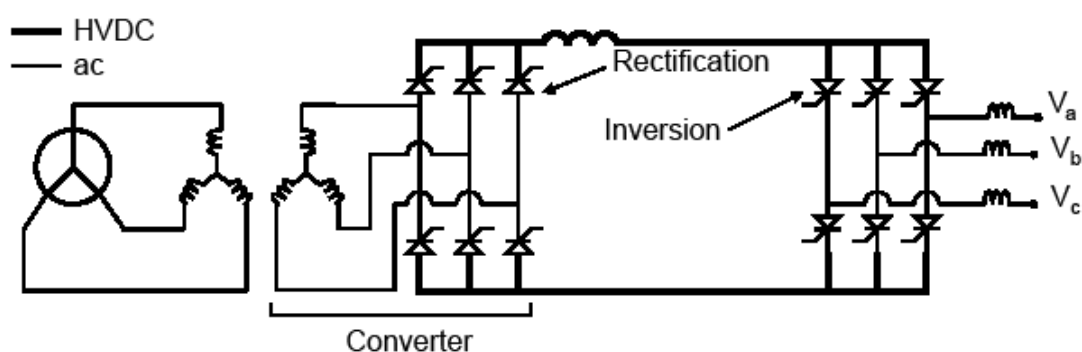 HVDC
ac
Rectification
Inversion
Va
Vb
Vc
Converter